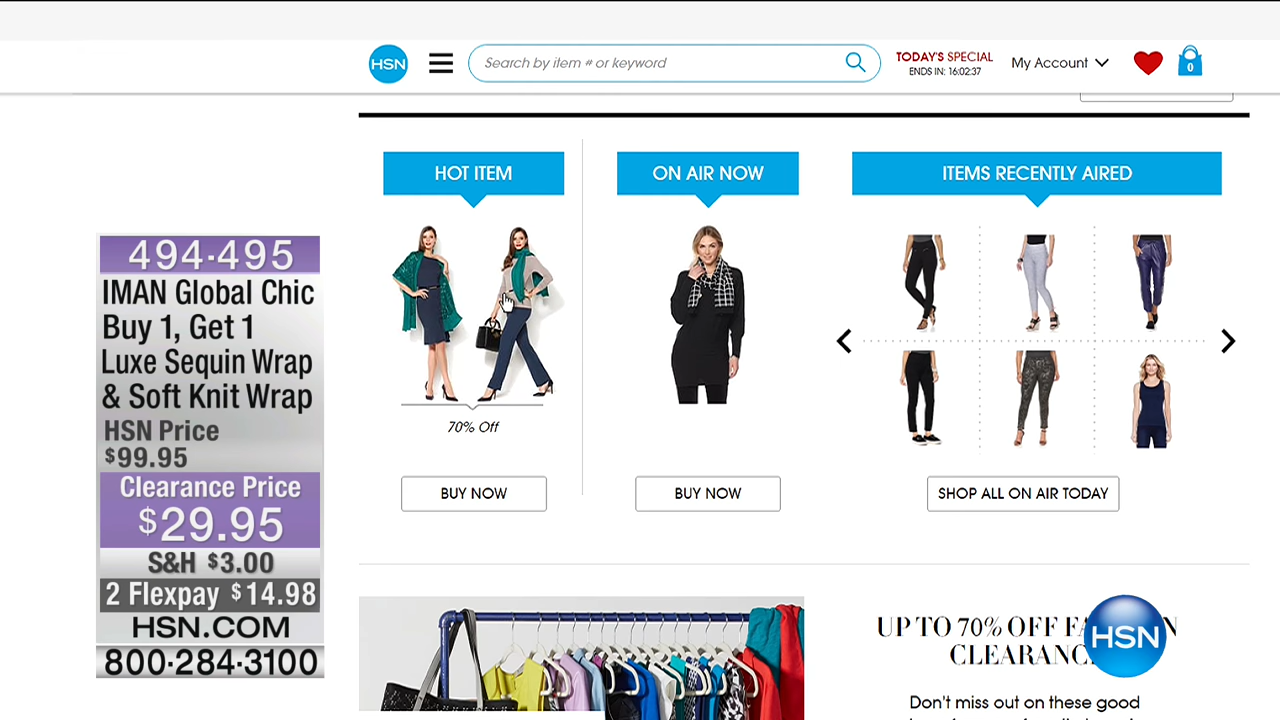 HSN
Search by item # or keyword
TODAY'S SPECIAL
ENDS IN: 16:02:37
My Account
0
HOT ITEM
ON AIR NOW
ITEMS RECENTLY AIRED
70% Off
BUY NOW
BUY NOW
SHOP ALL ON AIR TODAY
494·495
IMAN Global Chic
Buy 1, Get 1
Luxe Sequin Wrap
& Soft Knit Wrap
HSN Price
$99.95
Clearance Price
$29.95
S&H $3.00
2 Flexpay $14.98
HSN.COM
800·284·3100
UP TO 70% OFF
CLEARANC
HSN
Don't miss out on these good